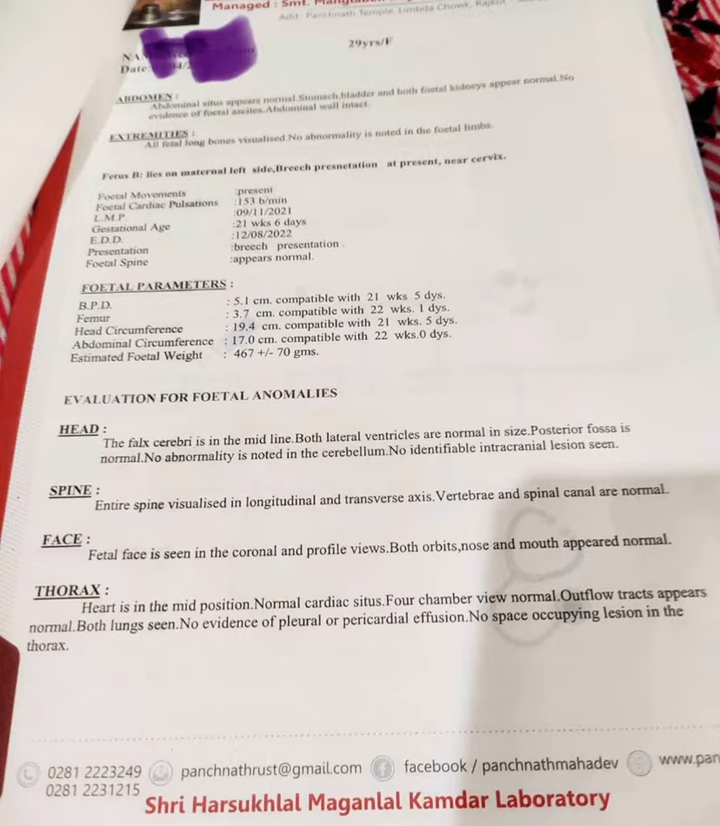 Managed : Smt.
Add Panchnath Temple, Limbda Chowk,
29yrs/F
Date:
ABDOMEN :
Abdominal situs appears normal.Stomach,bladder and both foetal kidneys appear normal.No
evidence of foetal ascites.Abdominal wall intact.
EXTREMITIES :
All fetal long bones visualised.No abnormality is noted in the foetal limbs.
Fetus B: lies on maternal left side,Breech presnetation at present, near cervix.
Foetal Movements :present
Foetal Cardiac Pulsations :153 b/min
L.M.P. :09/11/2021
Gestational Age :21 wks 6 days
E.D.D. :12/08/2022
Presentation :breech presentation .
Foetal Spine :appears normal.
FOETAL PARAMETERS :
B.P.D. : 5.1 cm. compatible with 21 wks 5 dys.
Femur : 3.7 cm. compatible with 22 wks. 1 dys.
Head Circumference : 19.4 cm. compatible with 21 wks. 5 dys.
Abdominal Circumference : 17.0 cm. compatible with 22 wks.0 dys.
Estimated Foetal Weight : 467 +/- 70 gms.
EVALUATION FOR FOETAL ANOMALIES
HEAD :
The falx cerebri is in the mid line.Both lateral ventricles are normal in size.Posterior fossa is
normal.No abnormality is noted in the cerebellum.No identifiable intracranial lesion seen.
SPINE :
Entire spine visualised in longitudinal and transverse axis.Vertebrae and spinal canal are normal.
FACE :
Fetal face is seen in the coronal and profile views.Both orbits,nose and mouth appeared normal.
THORAX :
Heart is in the mid position.Normal cardiac situs.Four chamber view normal.Outflow tracts appears
normal.Both lungs seen.No evidence of pleural or pericardial effusion.No space occupying lesion in the
thorax.
0281 2223249 panchnathrust@gmail.com facebook / panchnathmahadev www.pan
0281 2231215
Shri Harsukhlal Maganlal Kamdar Laboratory